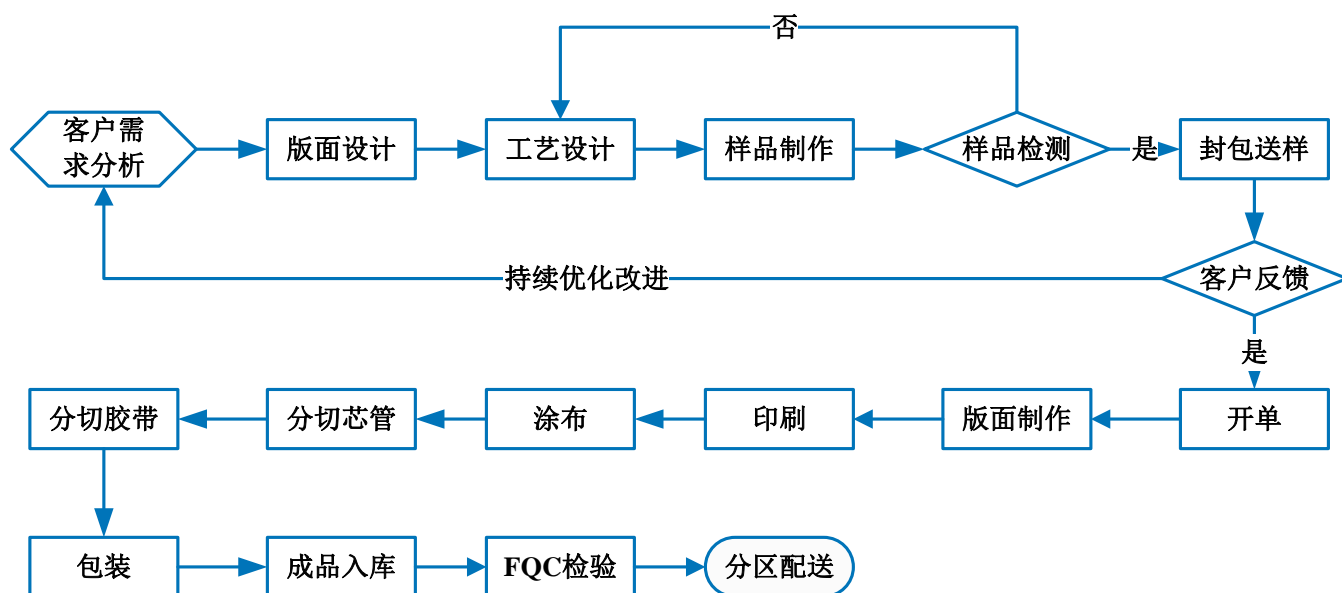 否
客户需
求分析
版面设计
工艺设计
样品制作
样品检测
是
封包送样
持续优化改进
客户反馈
是
分切胶带
分切芯管
涂布
印刷
版面制作
开单
包装
成品入库
FQC检验
分区配送